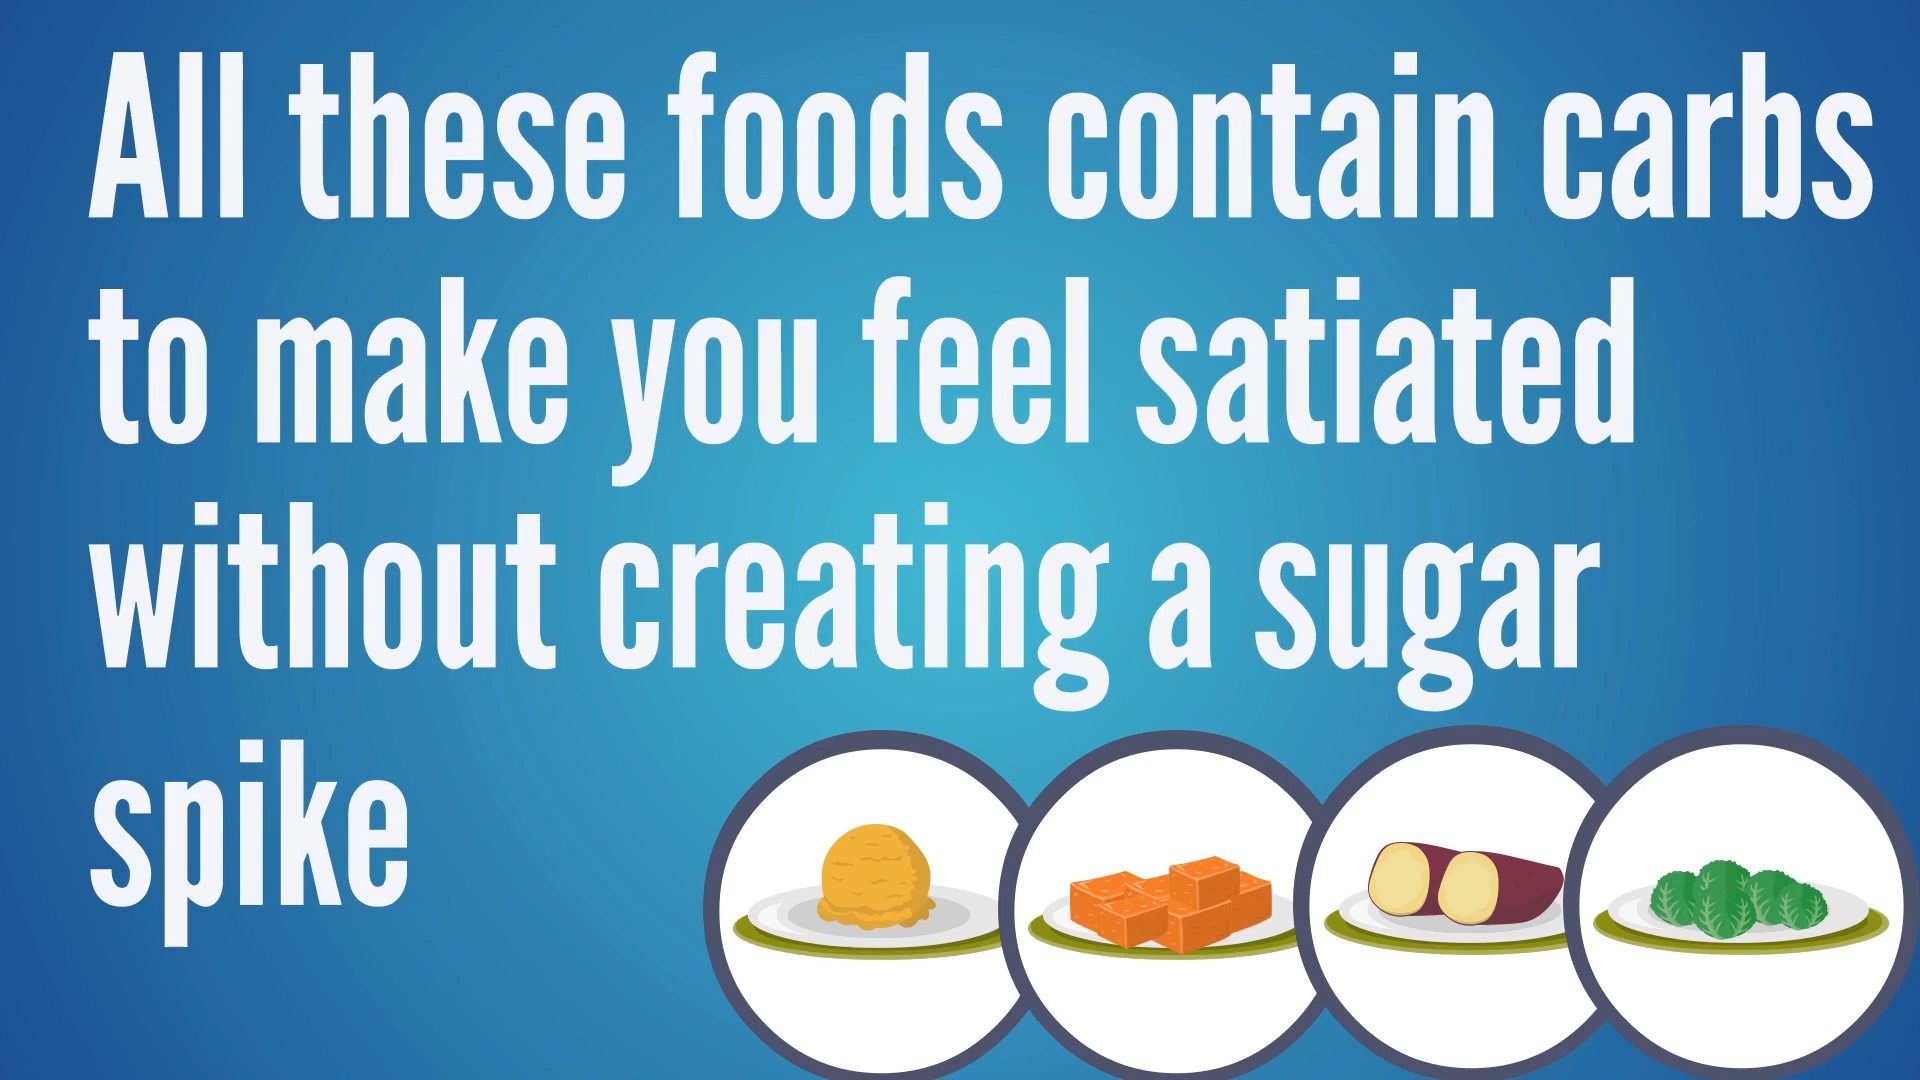 All these foods contain carbs
to make you feel satiated
without creating a sugar
spike